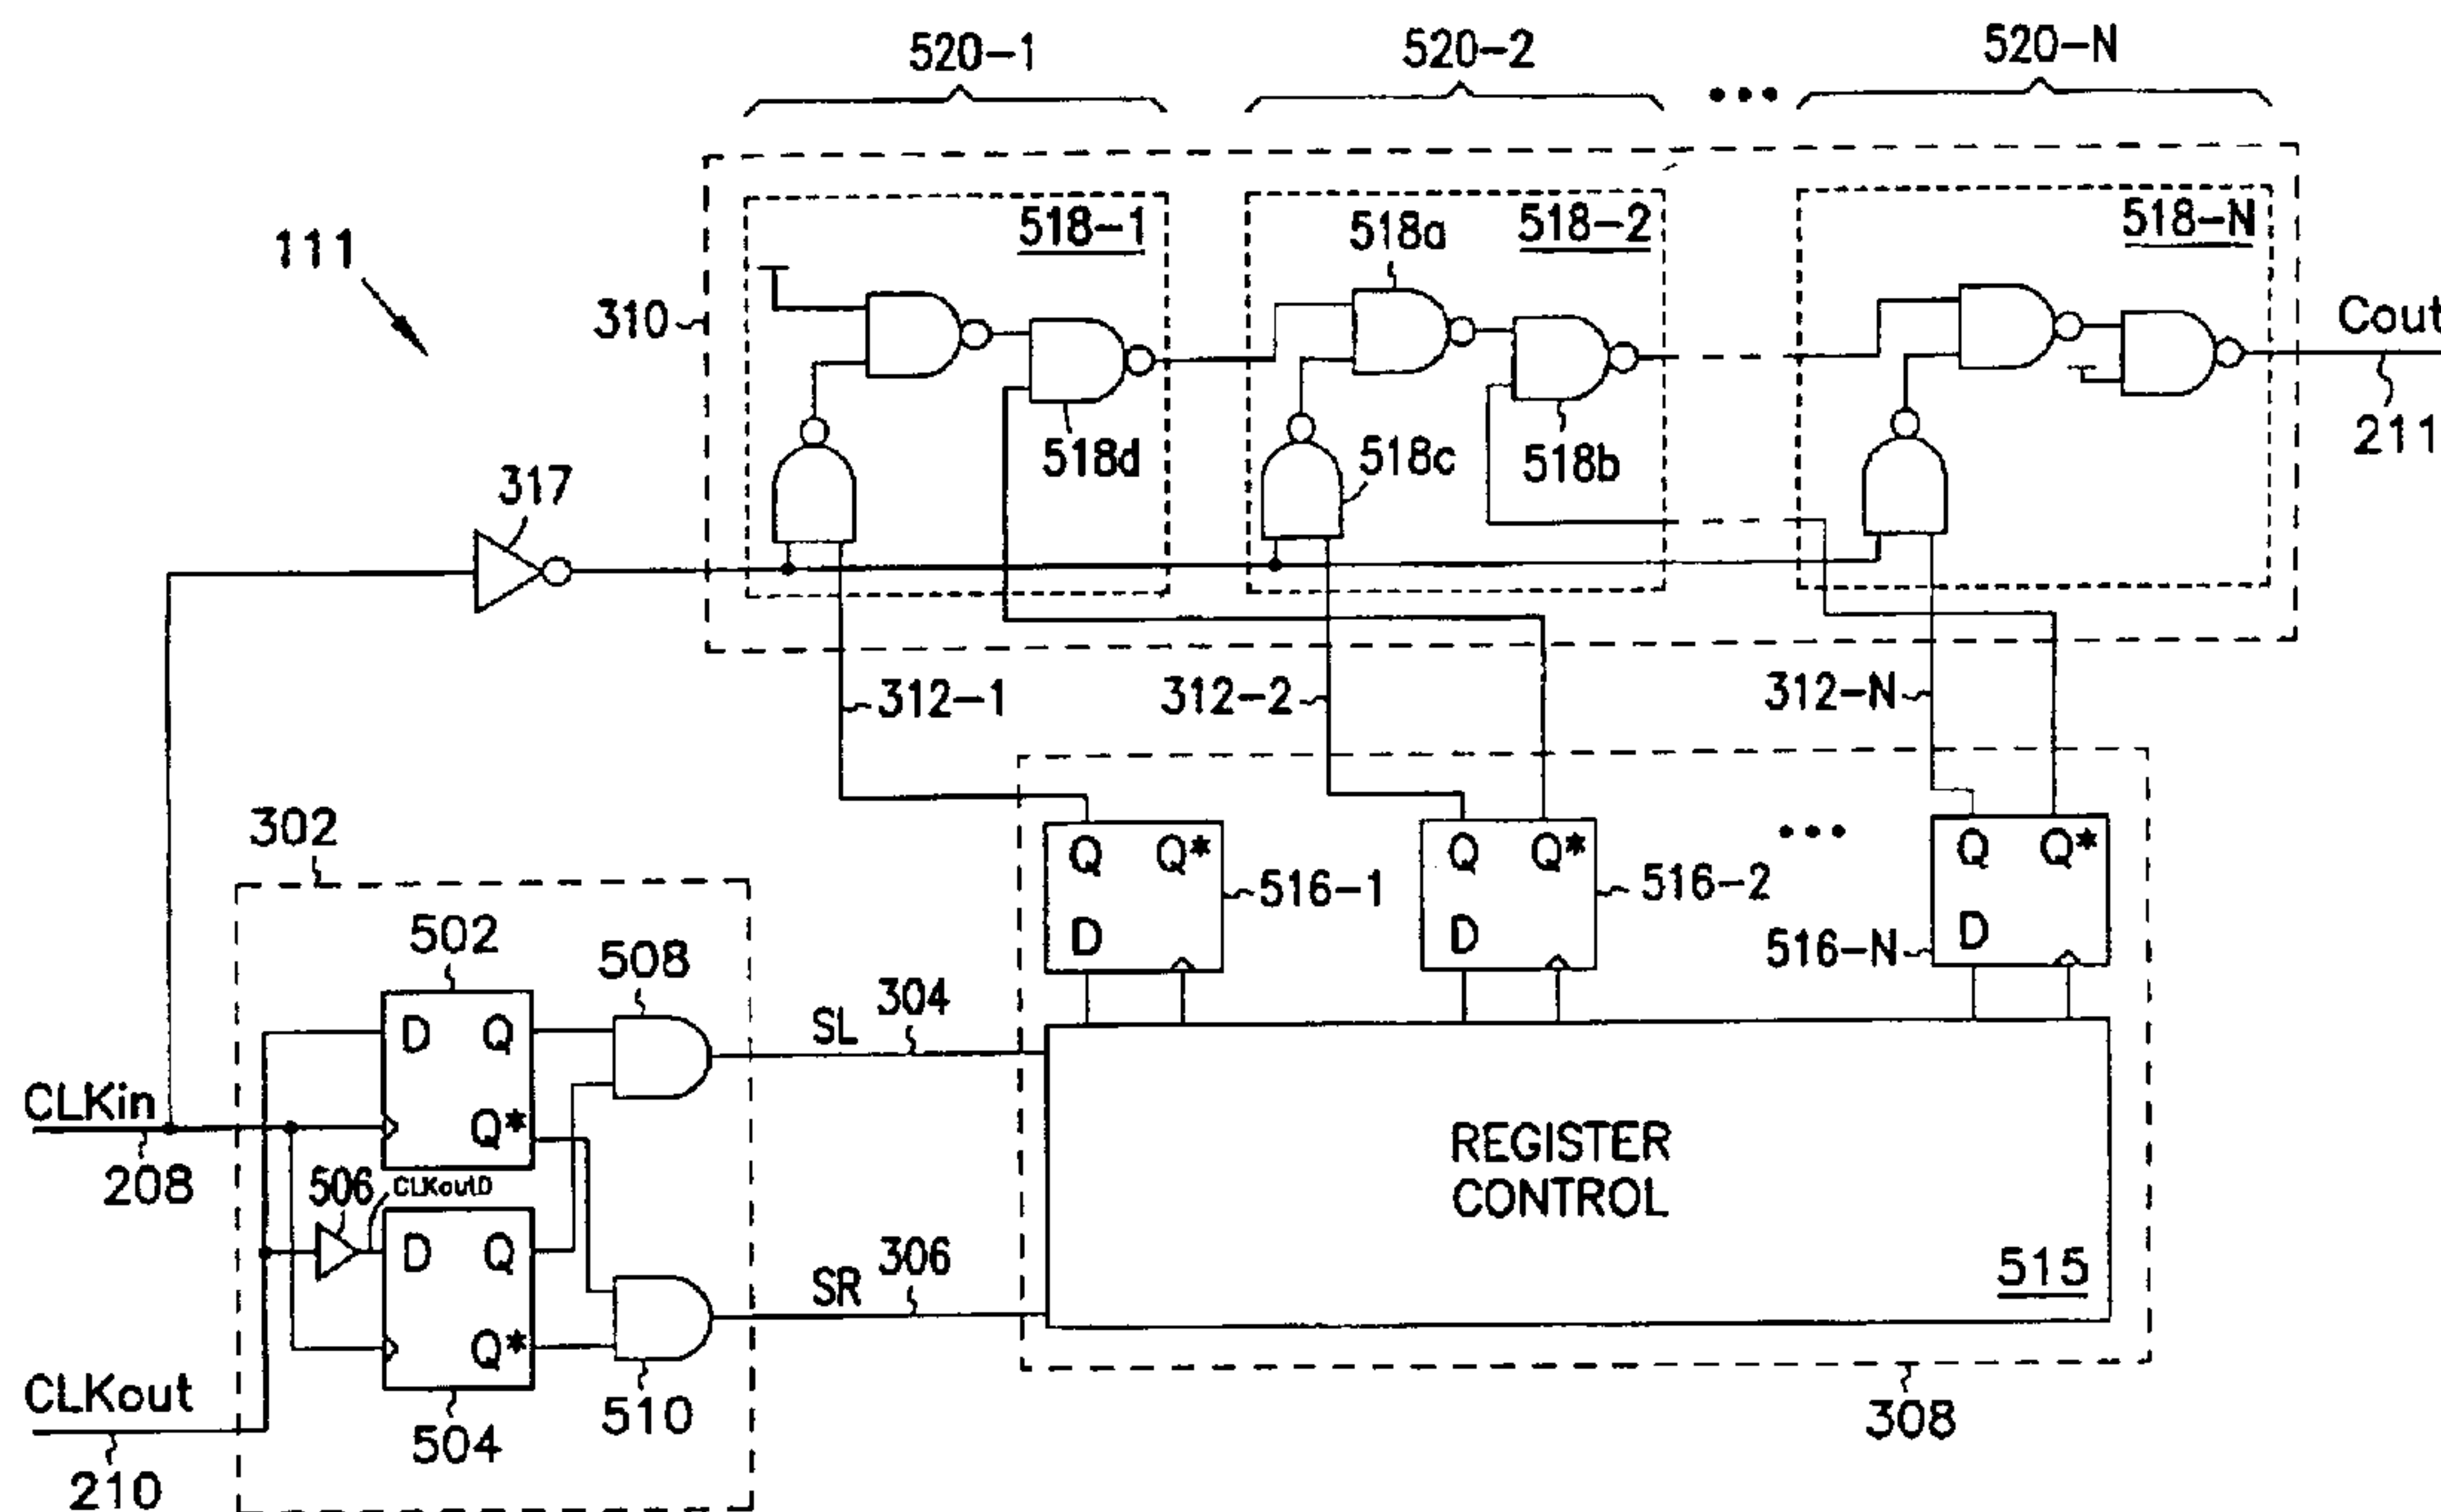 520-1
520-2
520-N
111
310
518-1
518a
518-2
518-N
Cout
211
518d
518c
518b
317
312-1
312-2
312-N
302
Q Q*
D
516-1
Q Q*
D
516-2
Q Q*
D
516-N
502
508
D Q
Q*
SL 304
CLKin
208
506
CLKoutD
D Q
Q*
SR 306
REGISTER
CONTROL
515
CLKout
210
504
510
308